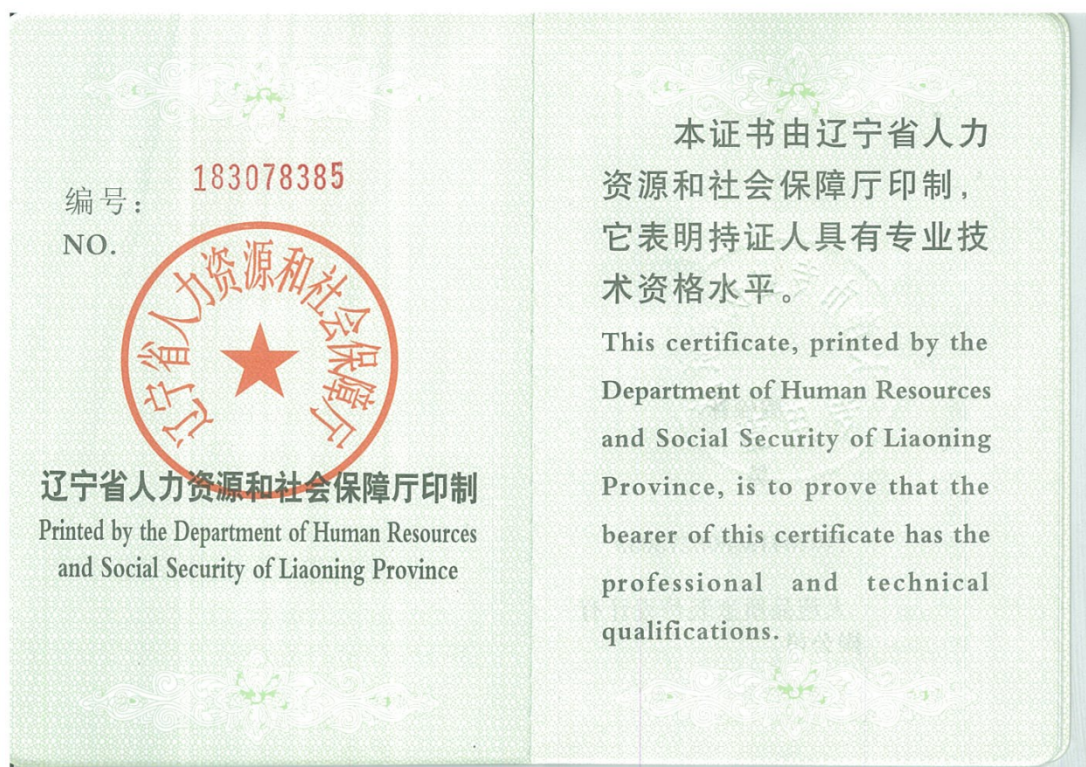 183078385
编号:
NO.
辽宁省人力资源和社会保障厅
辽宁省人力资源和社会保障厅印制
Printed by the Department of Human Resources
and Social Security of Liaoning Province
本证书由辽宁省人力
资源和社会保障厅印制,
它表明持证人具有专业技
术资格水平。
This certificate, printed by the
Department of Human Resources
and Social Security of Liaoning
Province, is to prove that the
bearer of this certificate has the
professional and technical
qualifications.